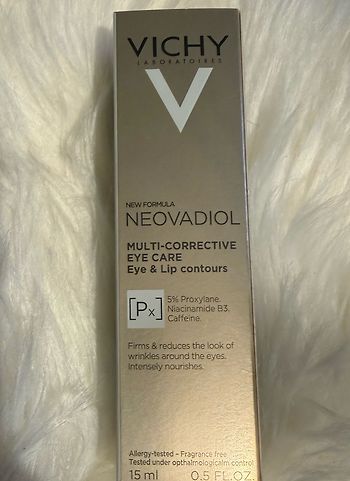 VICHY
LABORATOIRES
V
NEW FORMULA
NEOVADIOL
MULTI-CORRECTIVE
EYE CARE
Eye & Lip contours
[Px]
5% Proxylane.
Niacinamide B3.
Caffeine.
Firms & reduces the look of
wrinkles around the eyes.
Intensely nourishes.
Allergy-tested - Fragrance free
Tested under opthalmological control
15 ml 0.5 FL.OZ.